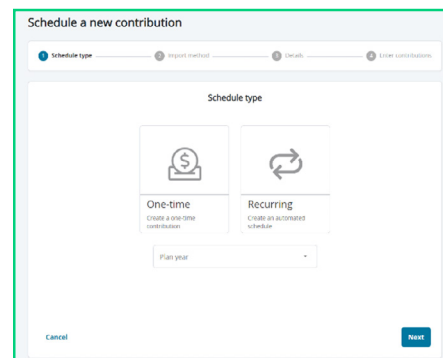 Schedule a new contribution
1 Schedule type 2 Import method 3 Details 4 Enter contributions
Schedule type
One-time
Create a one-time
contribution
Recurring
Create an automated
schedule
Plan year
Cancel
Next